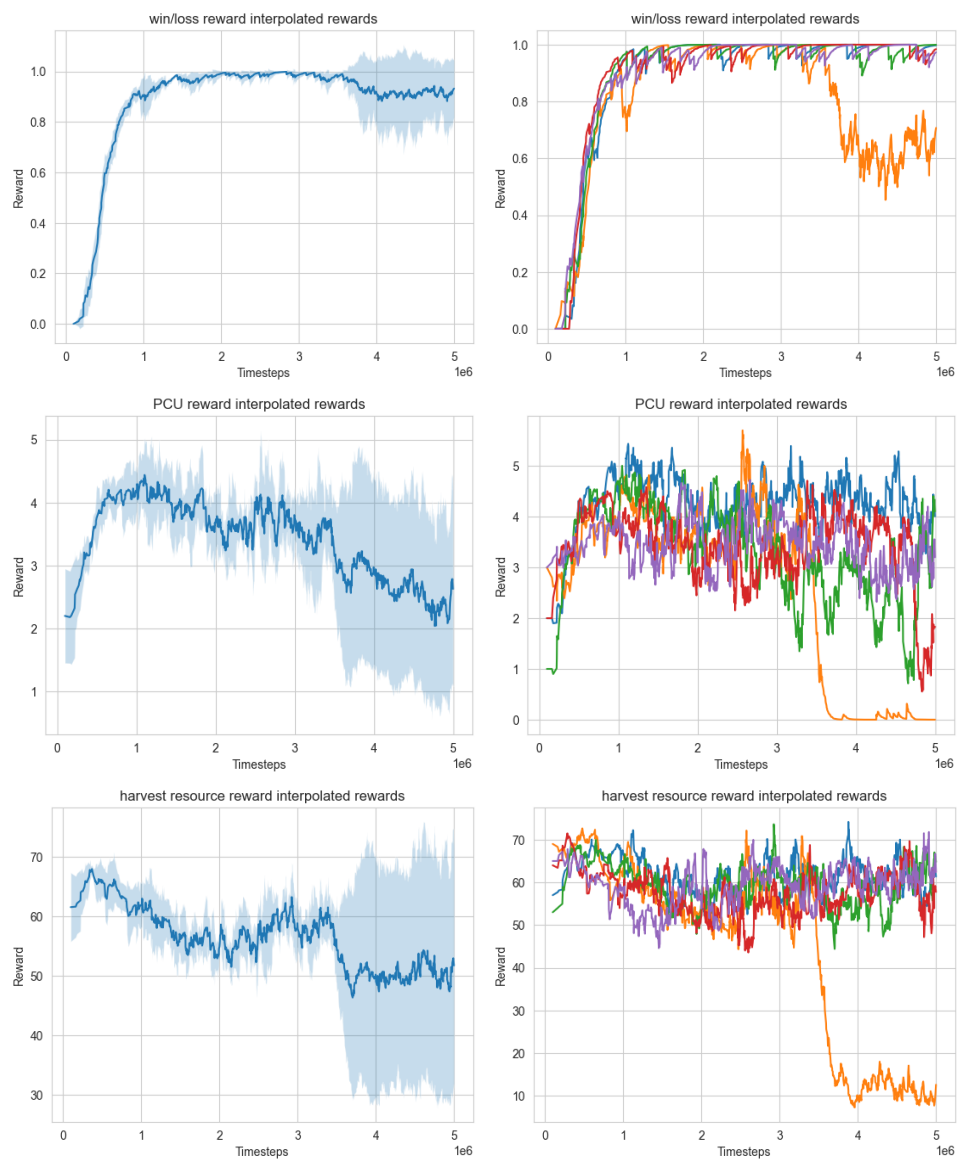 win/loss reward interpolated rewards
1.0
0.8
0.6
0.4
0.2
0.0
Reward
0 1 2 3 4 5
1e6
Timesteps
win/loss reward interpolated rewards
1.0
0.8
0.6
0.4
0.2
0.0
Reward
0 1 2 3 4 5
1e6
Timesteps
PCU reward interpolated rewards
5
4
3
2
1
Reward
0 1 2 3 4 5
1e6
Timesteps
PCU reward interpolated rewards
5
4
3
2
1
0
Reward
0 1 2 3 4 5
1e6
Timesteps
harvest resource reward interpolated rewards
70
60
50
40
30
Reward
0 1 2 3 4 5
1e6
Timesteps
harvest resource reward interpolated rewards
70
60
50
40
30
20
10
Reward
0 1 2 3 4 5
1e6
Timesteps